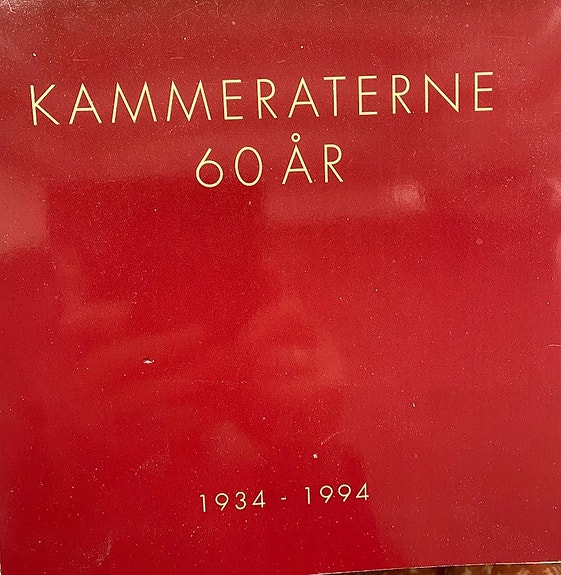 KAMMERATERNE
60 ÅR
1934 - 1994